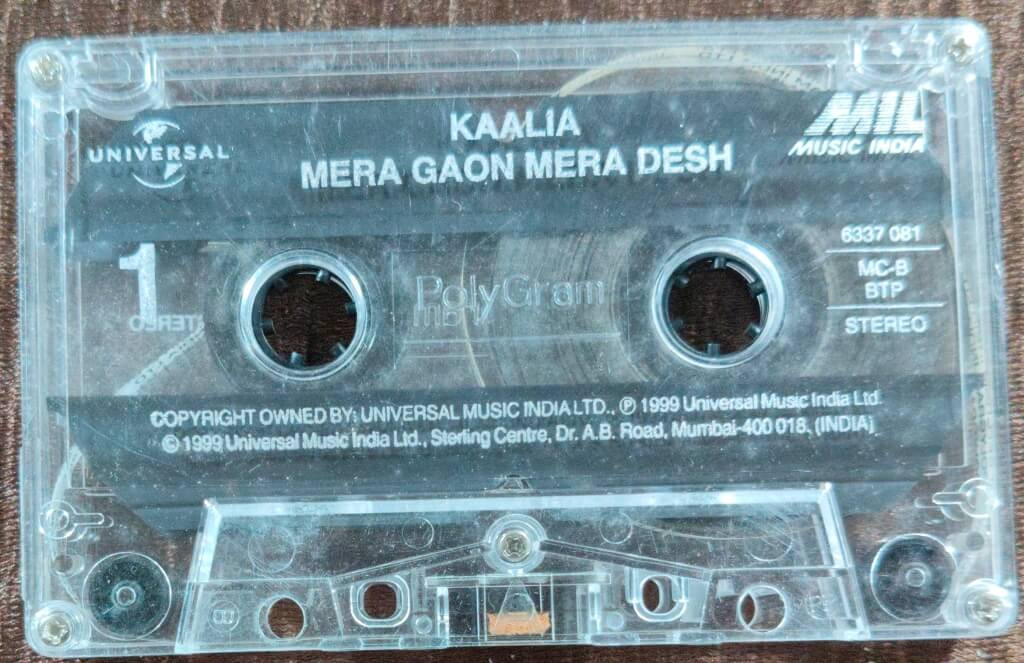 UNIVERSAL
KAALIA
MERA GAON MERA DESH
MIL
MUSIC INDIA
1
6337 081
MC-B
BTP
STEREO
PolyGram
STEREO
COPYRIGHT OWNED BY: UNIVERSAL MUSIC INDIA LTD., ℗ 1999 Universal Music India Ltd.
© 1999 Universal Music India Ltd., Sterling Centre, Dr. A.B. Road, Mumbai-400 018, (INDIA)